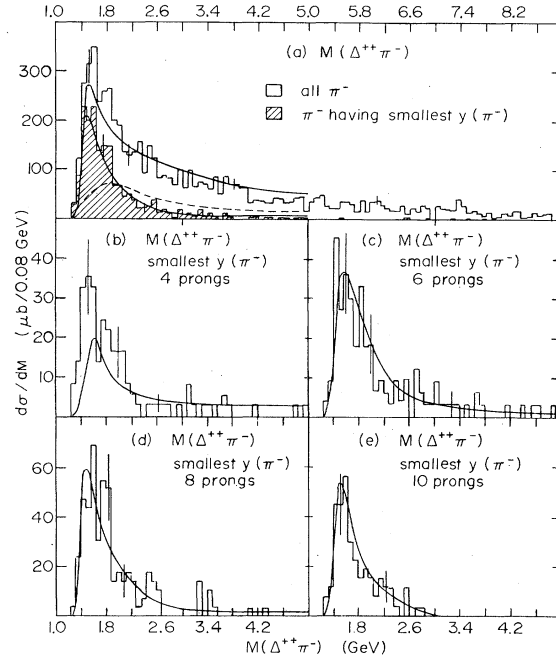 1.0 1.8 2.6 3.4 4.2 5.0 5.8 6.6 7.4 8.2
(a) M(Δ⁺⁺π⁻)
all π⁻
π⁻ having smallest y(π⁻)
300
200
100
dσ/dM (μb/0.08 GeV)
(b) M(Δ⁺⁺π⁻)
smallest y(π⁻)
4 prongs
(c) M(Δ⁺⁺π⁻)
smallest y(π⁻)
6 prongs
40
30
20
10
(d) M(Δ⁺⁺π⁻)
smallest y(π⁻)
8 prongs
(e) M(Δ⁺⁺π⁻)
smallest y(π⁻)
10 prongs
60
40
20
1.0 1.8 2.6 3.4 4.2 1.8 2.6 3.4 4.2
M(Δ⁺⁺π⁻) (GeV)